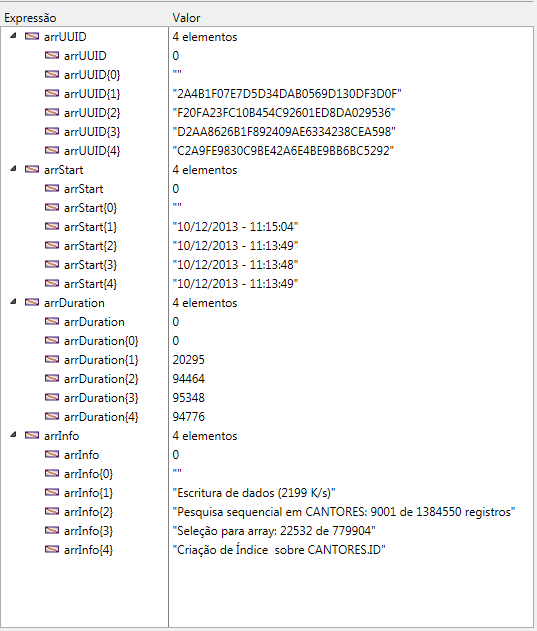 Expressão Valor
arrUUID 4 elementos
arrUUID 0
arrUUID{0} ""
arrUUID{1} "2A4B1F07E7D5D34DAB0569D130DF3D0F"
arrUUID{2} "F20FA23FC10B454C92601ED8DA029536"
arrUUID{3} "D2AA8626B1F892409AE6334238CEA598"
arrUUID{4} "C2A9FE9830C9BE42A6E4BE9BB6BC5292"
arrStart 4 elementos
arrStart 0
arrStart{0} ""
arrStart{1} "10/12/2013 - 11:15:04"
arrStart{2} "10/12/2013 - 11:13:49"
arrStart{3} "10/12/2013 - 11:13:48"
arrStart{4} "10/12/2013 - 11:13:49"
arrDuration 4 elementos
arrDuration 0
arrDuration{0} 0
arrDuration{1} 20295
arrDuration{2} 94464
arrDuration{3} 95348
arrDuration{4} 94776
arrInfo 4 elementos
arrInfo 0
arrInfo{0} ""
arrInfo{1} "Escritura de dados (2199 K/s)"
arrInfo{2} "Pesquisa sequencial em CANTORES: 9001 de 1384550 registros"
arrInfo{3} "Seleção para array: 22532 de 779904"
arrInfo{4} "Criação de Índice  sobre CANTORES.ID"